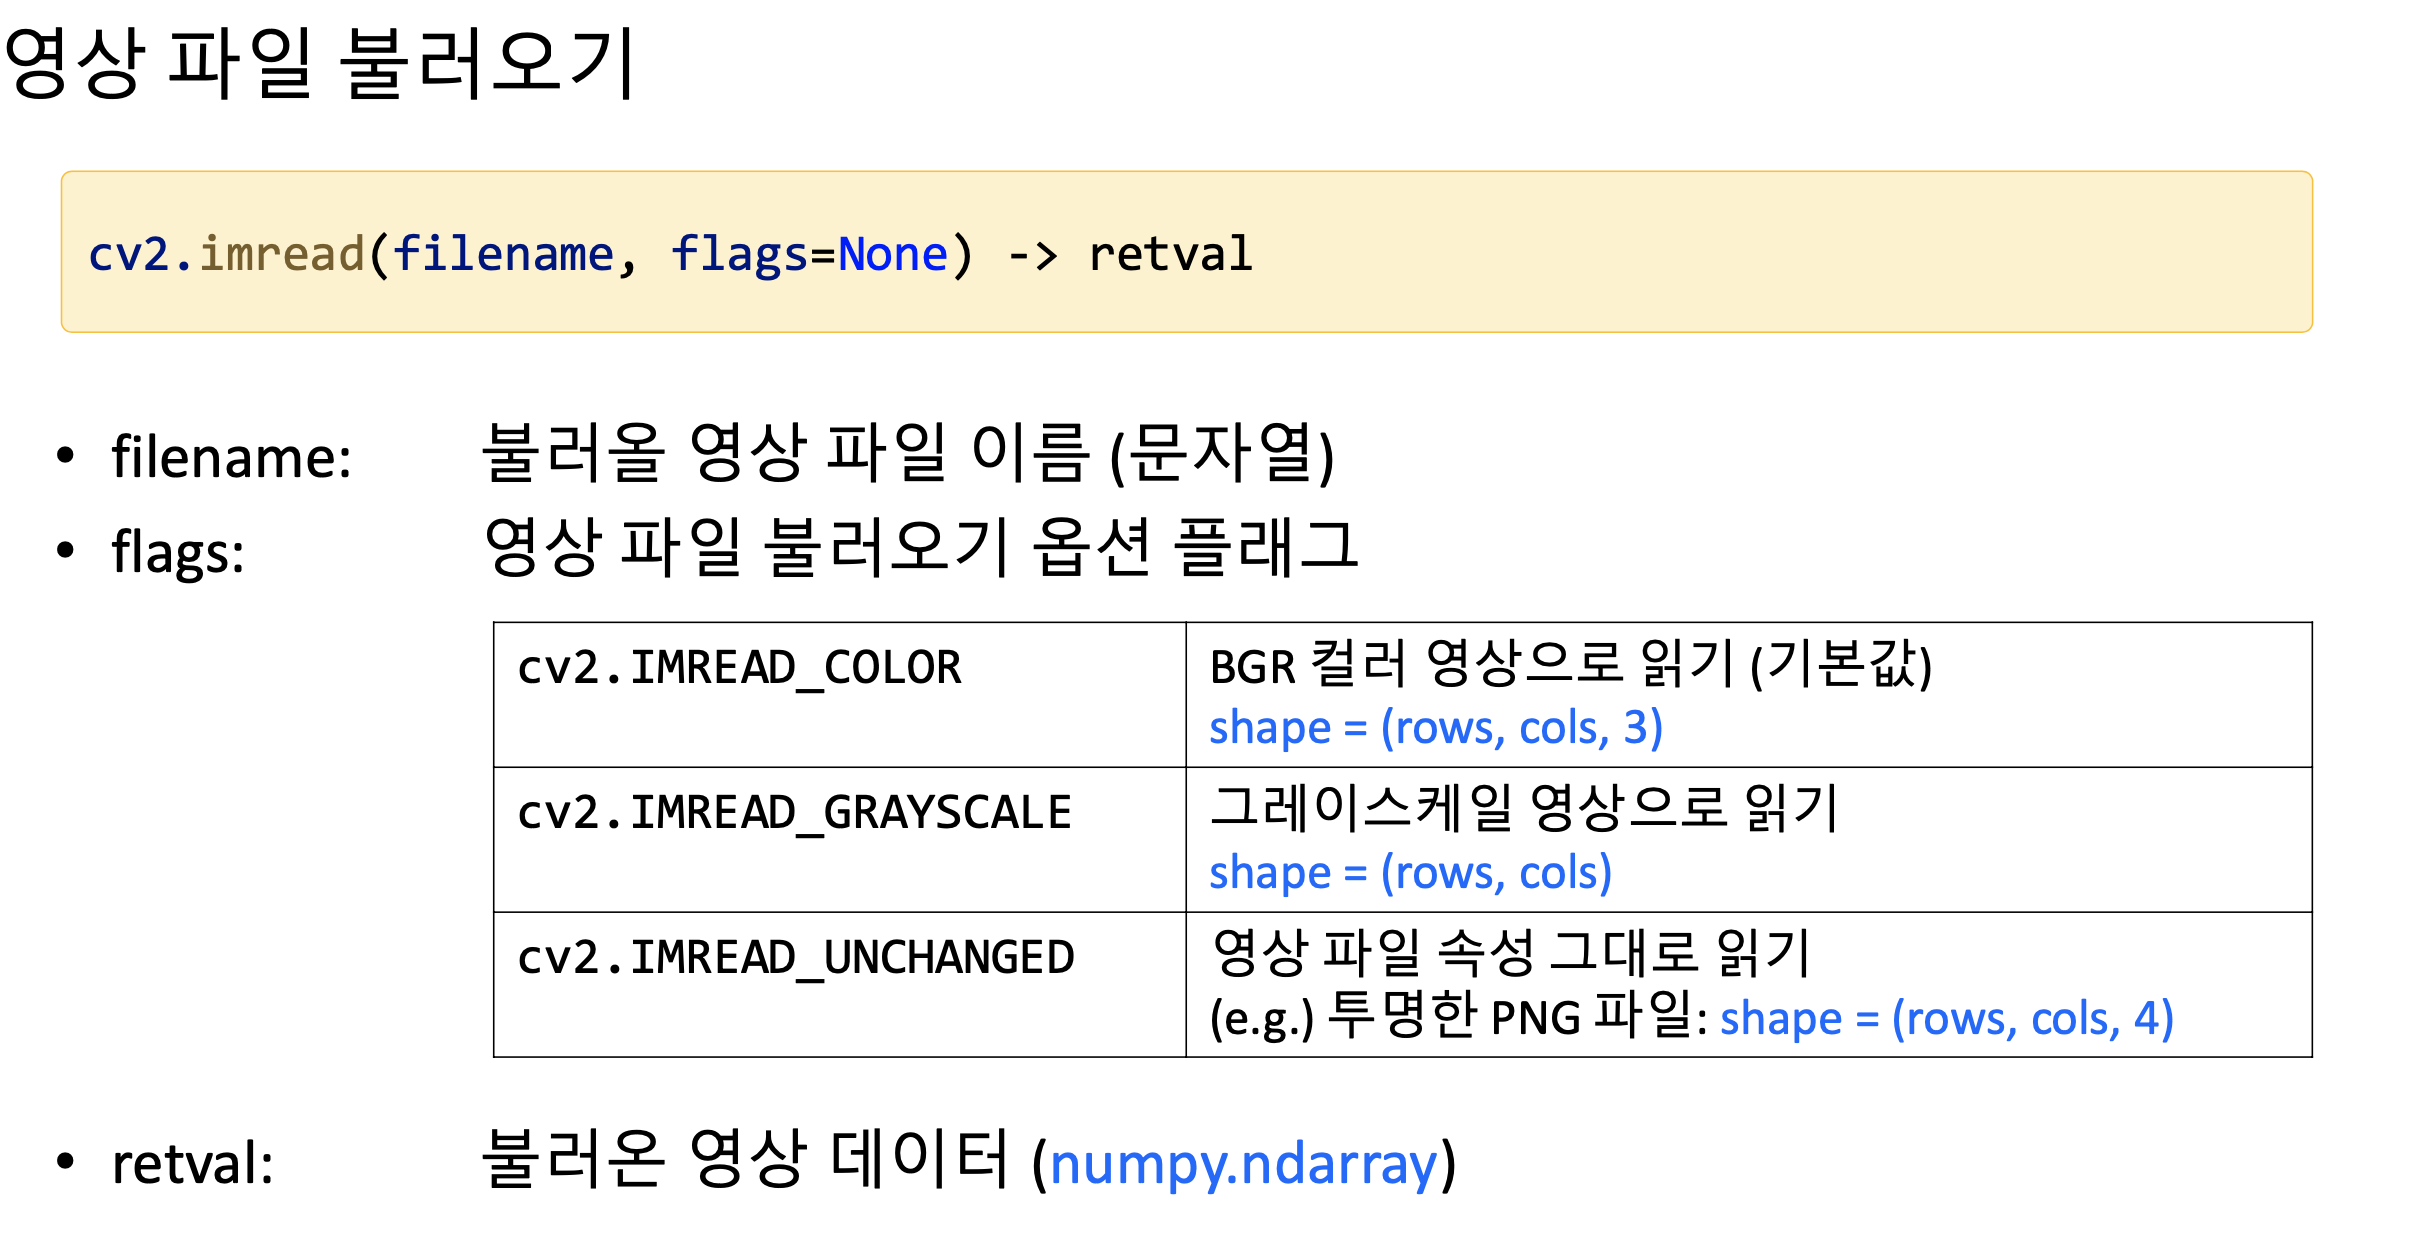 영상 파일 불러오기
cv2.imread(filename, flags=None) -> retval
• filename: 불러올 영상 파일 이름 (문자열)
• flags: 영상 파일 불러오기 옵션 플래그
cv2.IMREAD_COLOR BGR 컬러 영상으로 읽기 (기본값)
shape = (rows, cols, 3)
cv2.IMREAD_GRAYSCALE 그레이스케일 영상으로 읽기
shape = (rows, cols)
cv2.IMREAD_UNCHANGED 영상 파일 속성 그대로 읽기
(e.g.) 투명한 PNG 파일: shape = (rows, cols, 4)
• retval: 불러온 영상 데이터 (numpy.ndarray)